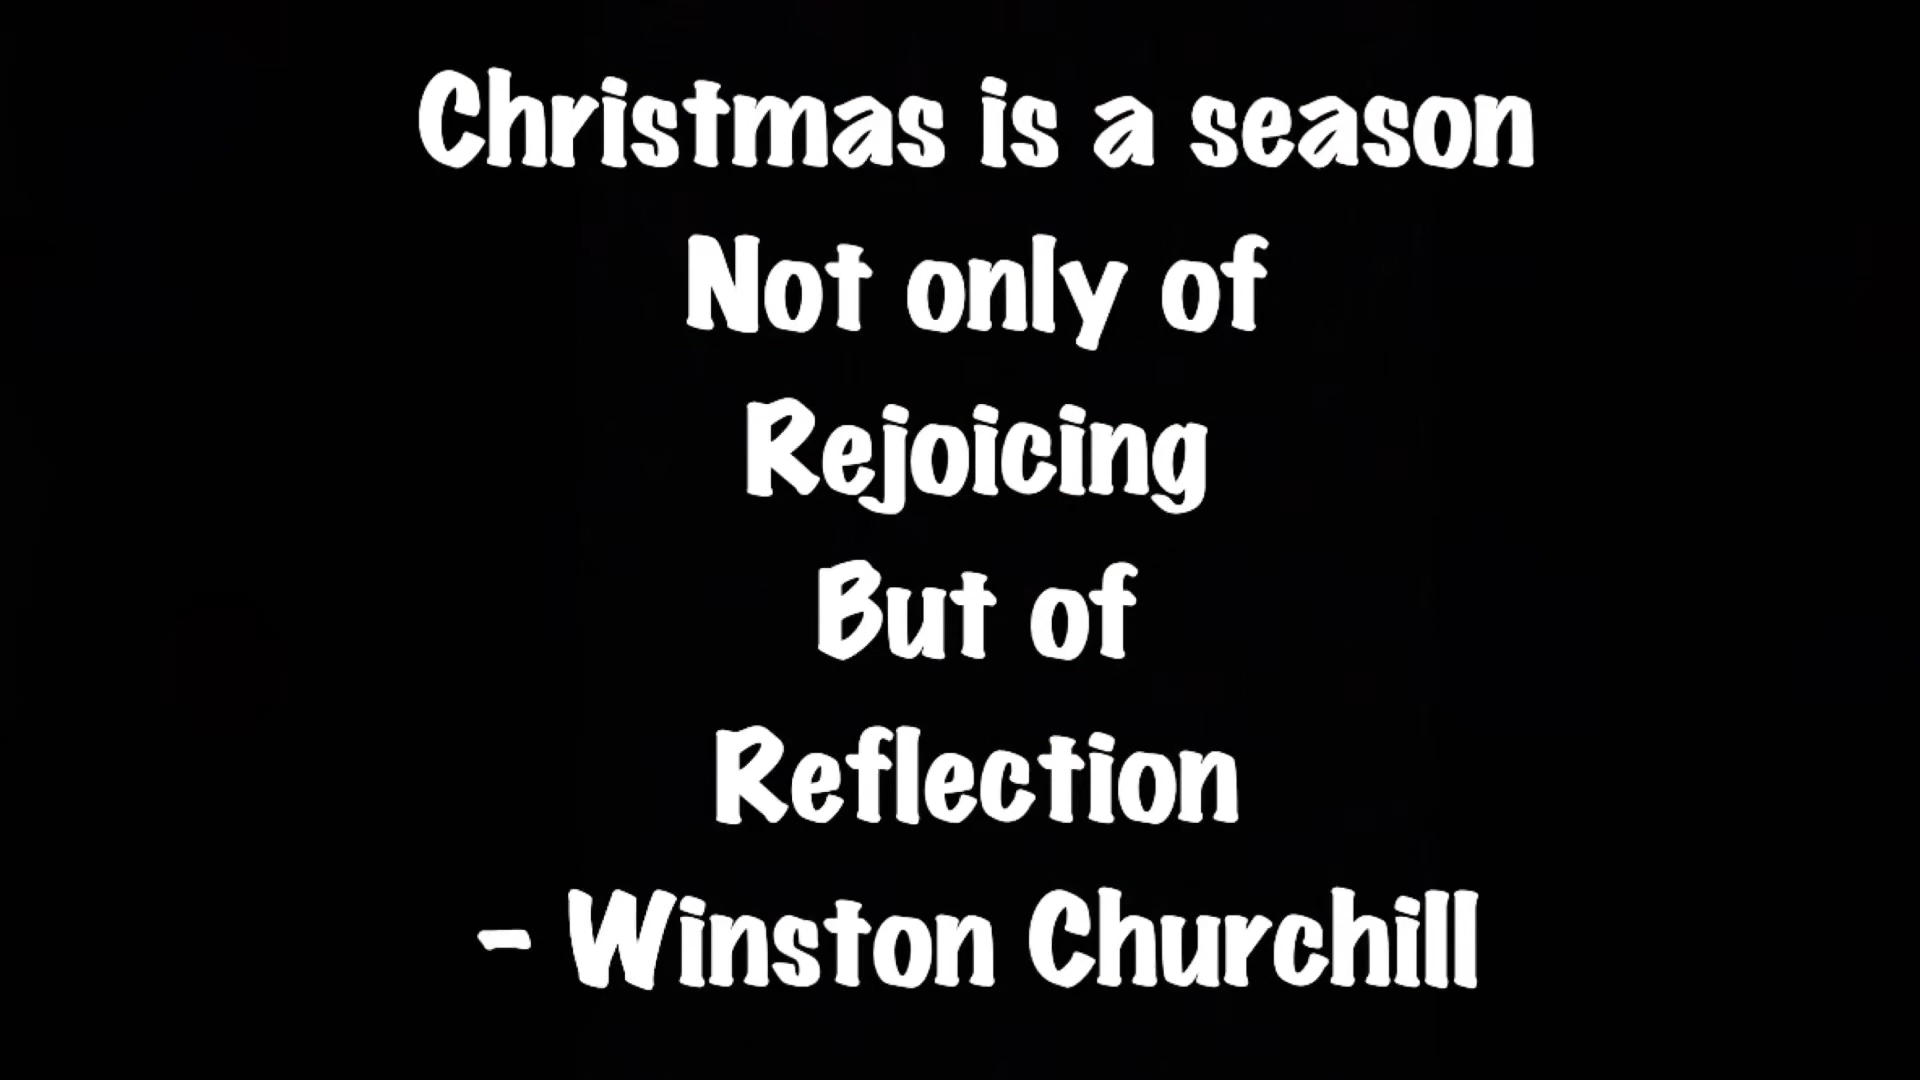 Christmas is a season
Not only of
Rejoicing
But of
Reflection
- Winston Churchill